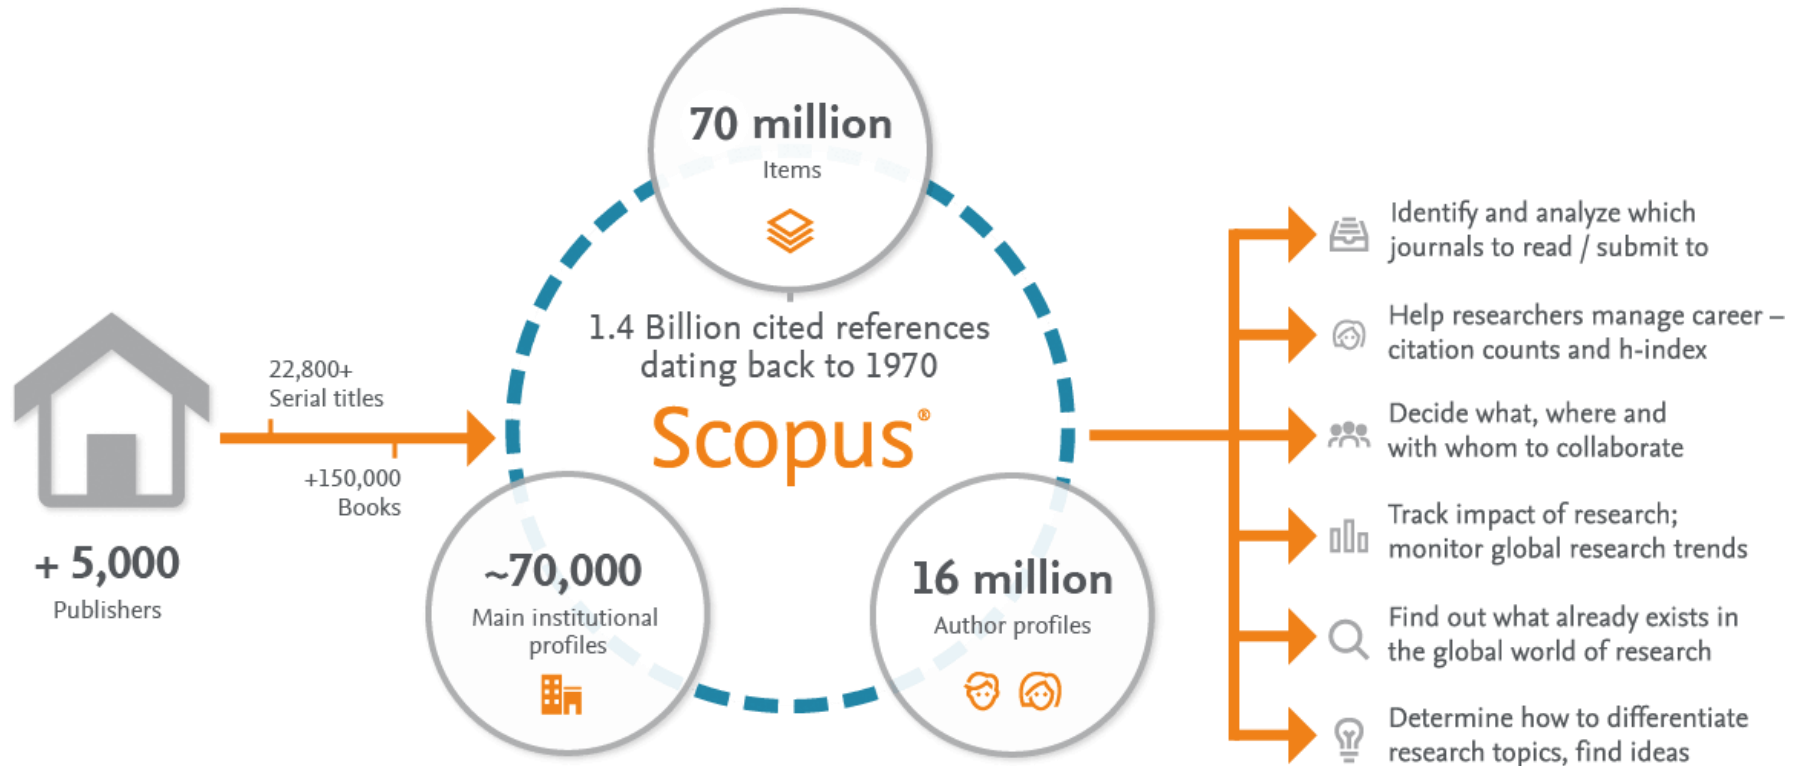 + 5,000
Publishers
22,800+
Serial titles
+150,000
Books
70 million
Items
1.4 Billion cited references
dating back to 1970
Scopus®
~70,000
Main institutional
profiles
16 million
Author profiles
Identify and analyze which
journals to read / submit to
Help researchers manage career –
citation counts and h-index
Decide what, where and
with whom to collaborate
Track impact of research;
monitor global research trends
Find out what already exists in
the global world of research
Determine how to differentiate
research topics, find ideas